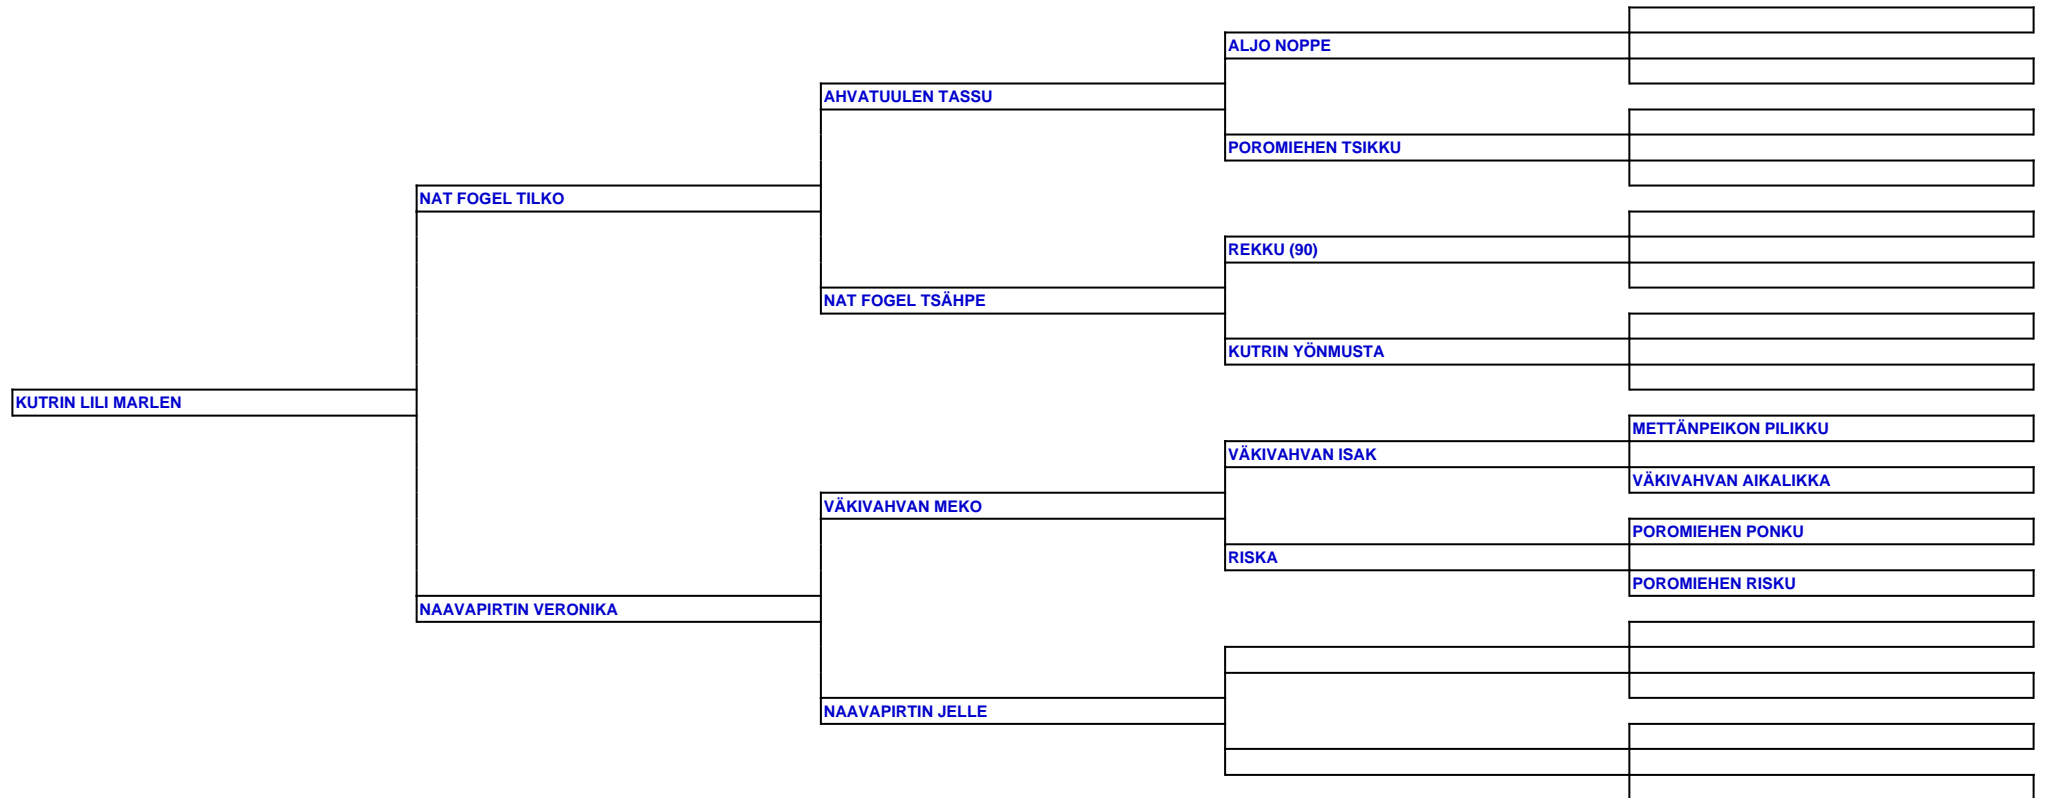 ALJO NOPPE
AHVATUULEN TASSU
POROMIEHEN TSIKKU
NAT FOGEL TILKO
REKKU (90)
NAT FOGEL TSÄHPE
KUTRIN YÖNMUSTA
KUTRIN LILI MARLEN
METTÄNPEIKON PILIKKU
VÄKIVAHVAN ISAK
VÄKIVAHVAN AIKALIKKA
VÄKIVAHVAN MEKO
POROMIEHEN PONKU
RISKA
POROMIEHEN RISKU
NAAVAPIRTIN VERONIKA
NAAVAPIRTIN JELLE